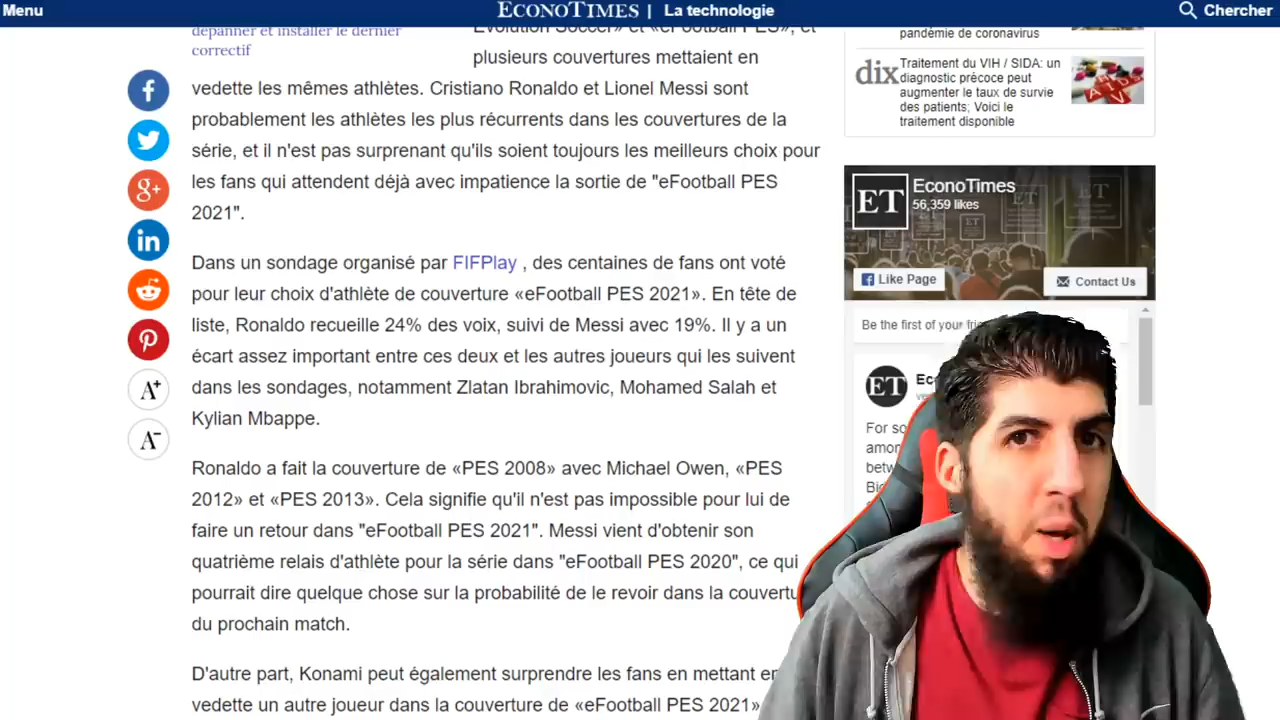 Menu
ECONOTIMES | La technologie
Chercher
dépanner et installer le dernier
correctif
Evolution Soccer» et «eFootball PES», et
plusieurs couvertures mettaient en
vedette les mêmes athlètes. Cristiano Ronaldo et Lionel Messi sont
probablement les athlètes les plus récurrents dans les couvertures de la
série, et il n'est pas surprenant qu'ils soient toujours les meilleurs choix pour
les fans qui attendent déjà avec impatience la sortie de "eFootball PES
2021".
Dans un sondage organisé par FIFPlay , des centaines de fans ont voté
pour leur choix d'athlète de couverture «eFootball PES 2021». En tête de
liste, Ronaldo recueille 24% des voix, suivi de Messi avec 19%. Il y a un
écart assez important entre ces deux et les autres joueurs qui les suivent
dans les sondages, notamment Zlatan Ibrahimovic, Mohamed Salah et
Kylian Mbappe.
Ronaldo a fait la couverture de «PES 2008» avec Michael Owen, «PES
2012» et «PES 2013». Cela signifie qu'il n'est pas impossible pour lui de
faire un retour dans "eFootball PES 2021". Messi vient d'obtenir son
quatrième relais d'athlète pour la série dans "eFootball PES 2020", ce qui
pourrait dire quelque chose sur la probabilité de le revoir dans la couvertu
du prochain match.
D'autre part, Konami peut également surprendre les fans en mettant en
vedette un autre joueur dans la couverture de «eFootball PES 2021»
f
g+
in
A+
A-
pandémie de coronavirus
dix
Traitement du VIH / SIDA: un
diagnostic précoce peut
augmenter le taux de survie
des patients; Voici le
traitement disponible
ET
EconoTimes
56,359 likes
Like Page
Contact Us
Be the first of your
ET
For so